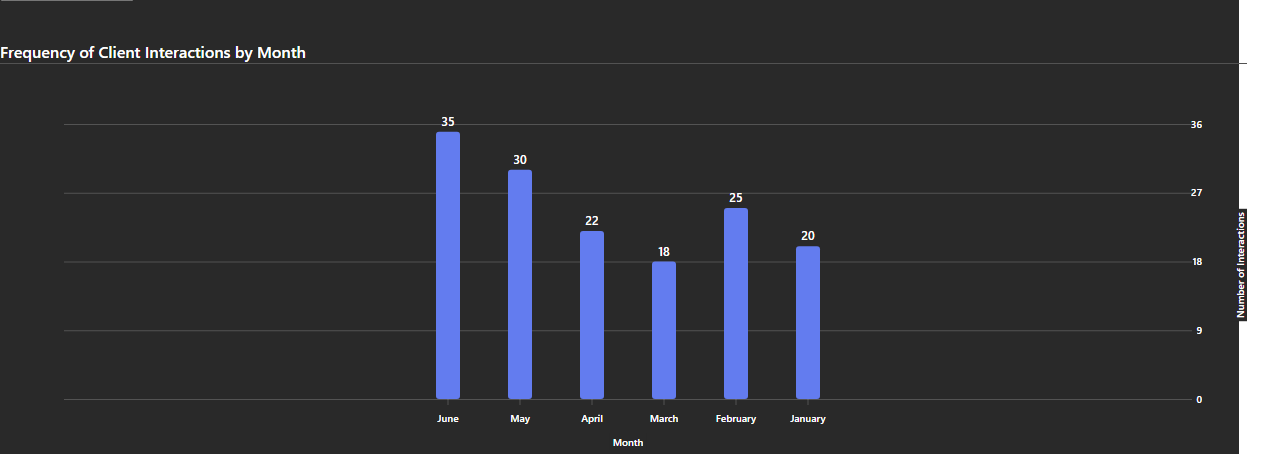 Frequency of Client Interactions by Month
35
30
22
18
25
20
36
27
18
9
0
Number of Interactions
June May April March February January
Month